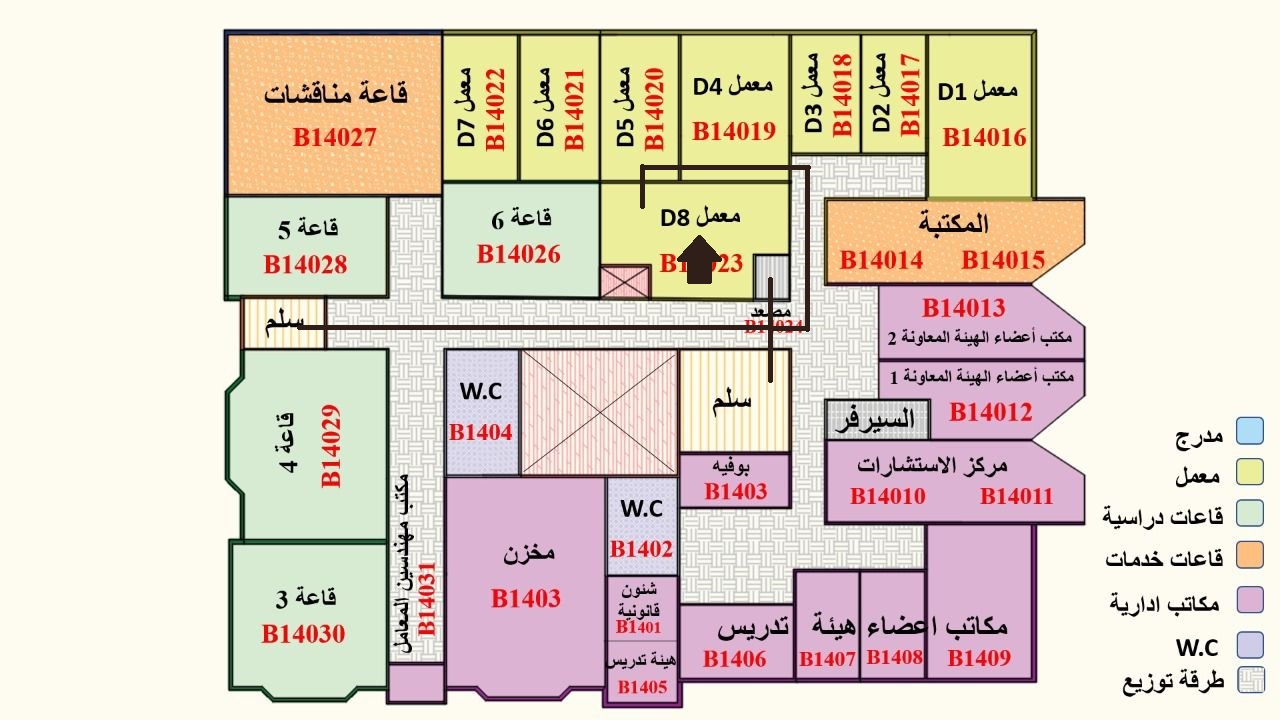 قاعة مناقشات
B14027
معمل D7
B14022
معمل D6
B14021
معمل D5
B14020
معمل D4
B14019
معمل D3
B14018
معمل D2
B14017
معمل D1
B14016
قاعة 5
B14028
قاعة 6
B14026
معمل D8
المكتبة
B14014 B14015
B14013
مكتب أعضاء الهيئة المعاونة 2
مكتب أعضاء الهيئة المعاونة 1
B14012
سلم
مصعد
B14024
قاعة 4
B14029
W.C
B1404
سلم
السيرفر
بوفيه
B1403
مركز الاستشارات
B14010 B14011
مكتب مهندسين المعامل
B14031
W.C
B1402
مخزن
B1403
قاعة 3
B14030
شئون
قانونية
B1401
هيئة تدريس
B1405
مكاتب اعضاء هيئة تدريس
B1406
B1407
B1408
B1409
مدرج
معمل
قاعات دراسية
قاعات خدمات
مكاتب ادارية
W.C
طرقة توزيع